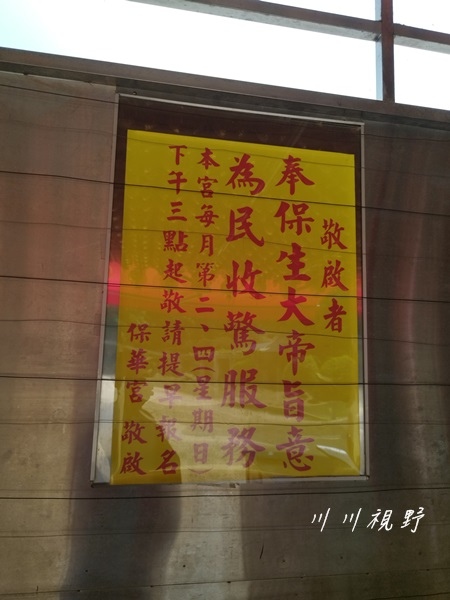 敬啟者
奉保生大帝旨意
為民收驚服務
本宮每月第二、四(星期日)
下午三點起敬請提早報名
保華宮 敬啟
川川視野